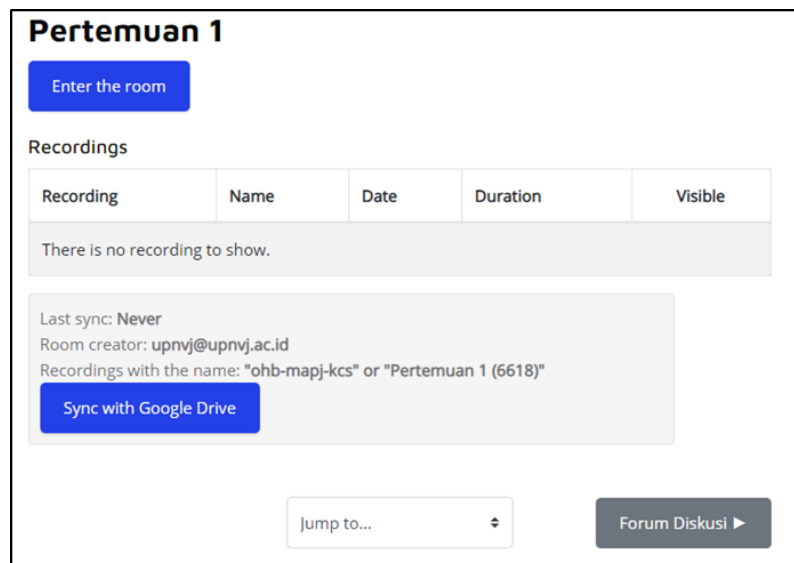 Pertemuan 1
Enter the room
Recordings
Recording Name Date Duration Visible
There is no recording to show.
Last sync: Never
Room creator: upnvj@upnvj.ac.id
Recordings with the name: "ohb-mapj-kcs" or "Pertemuan 1 (6618)"
Sync with Google Drive
Jump to... Forum Diskusi ▶